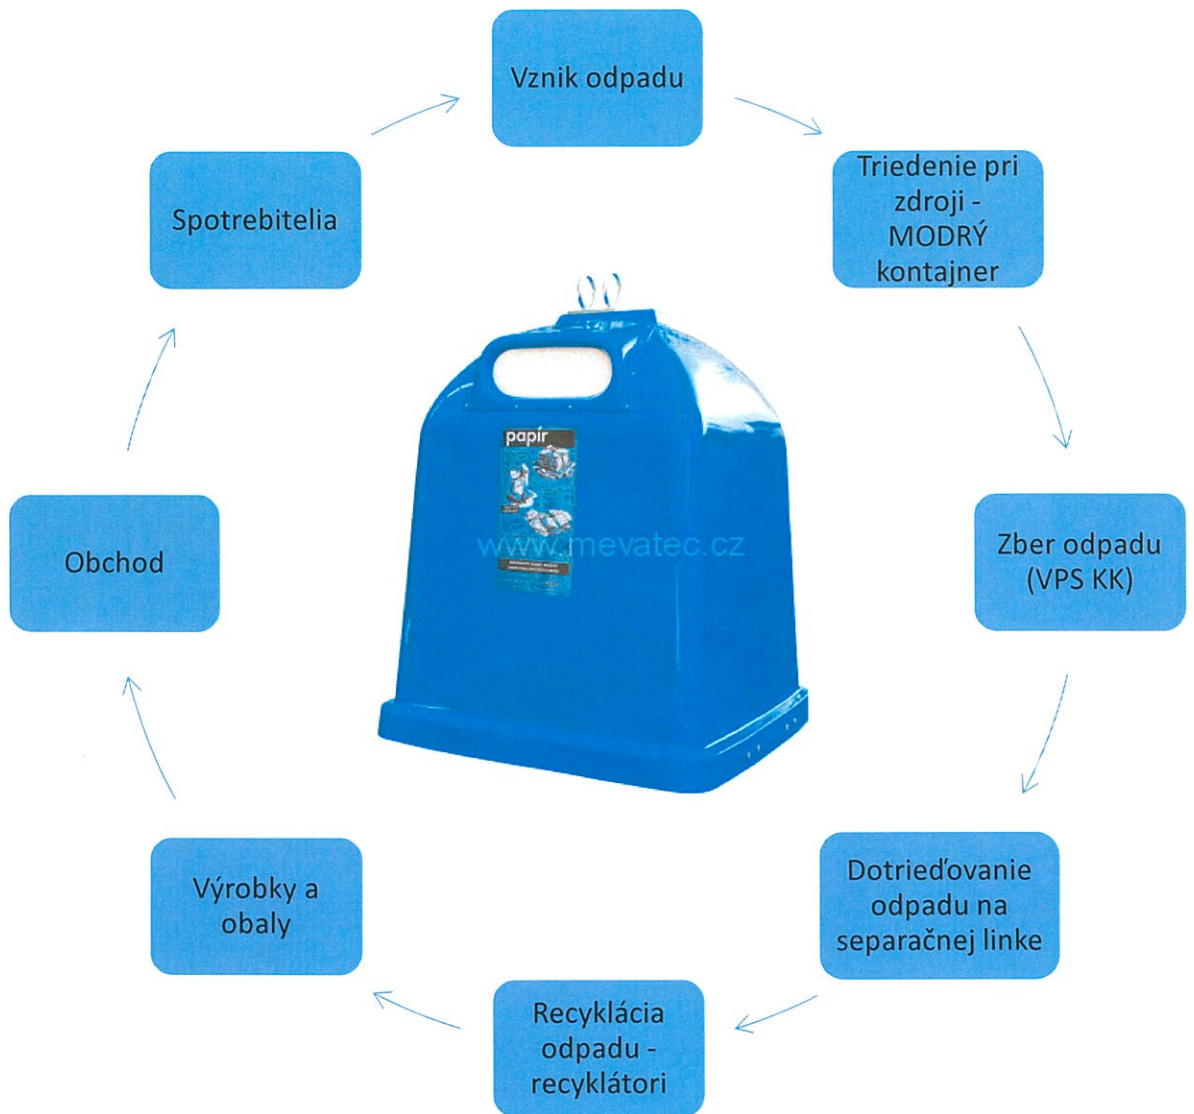 Vznik odpadu
Triedenie pri
zdroji -
MODRÝ
kontajner
Spotrebitelia
papír
www.mevatec.cz
Zber odpadu
(VPS KK)
Obchod
Dotrieďovanie
odpadu na
separačnej linke
Výrobky a
obaly
Recyklácia
odpadu -
recyklátori